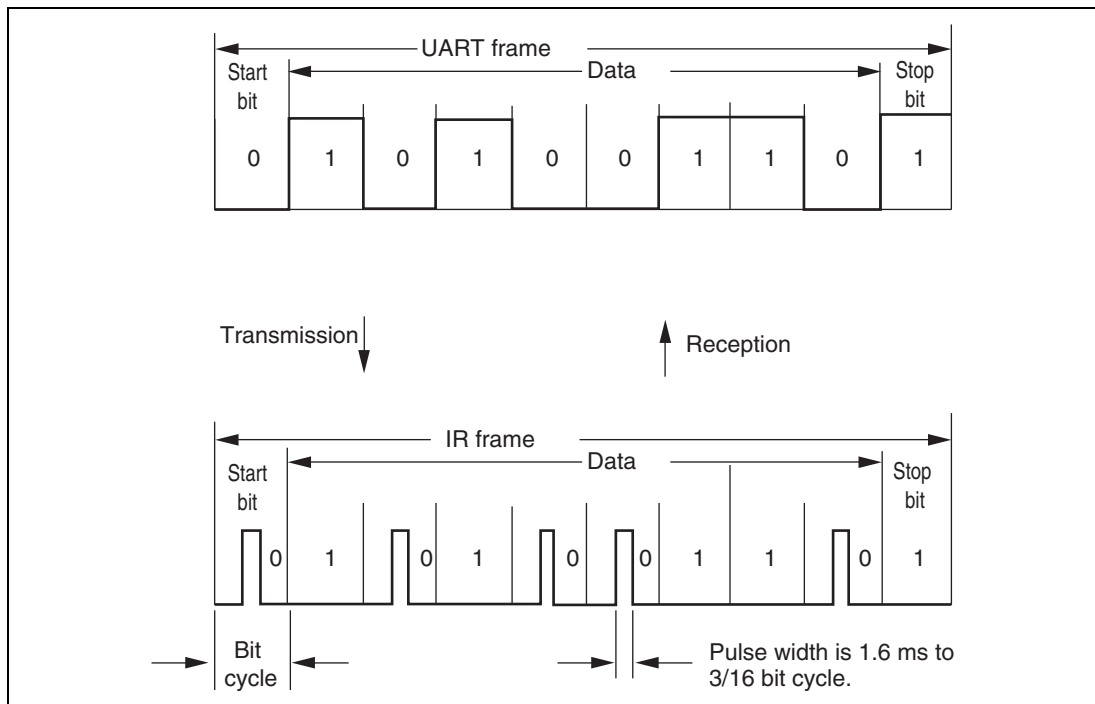 UART frame
Start bit
Data
Stop bit
0 1 0 1 0 0 1 1 0 1
Transmission
Reception
IR frame
Start bit
Data
Stop bit
0 1 0 1 0 0 1 1 0 1
Bit cycle
Pulse width is 1.6 ms to
3/16 bit cycle.